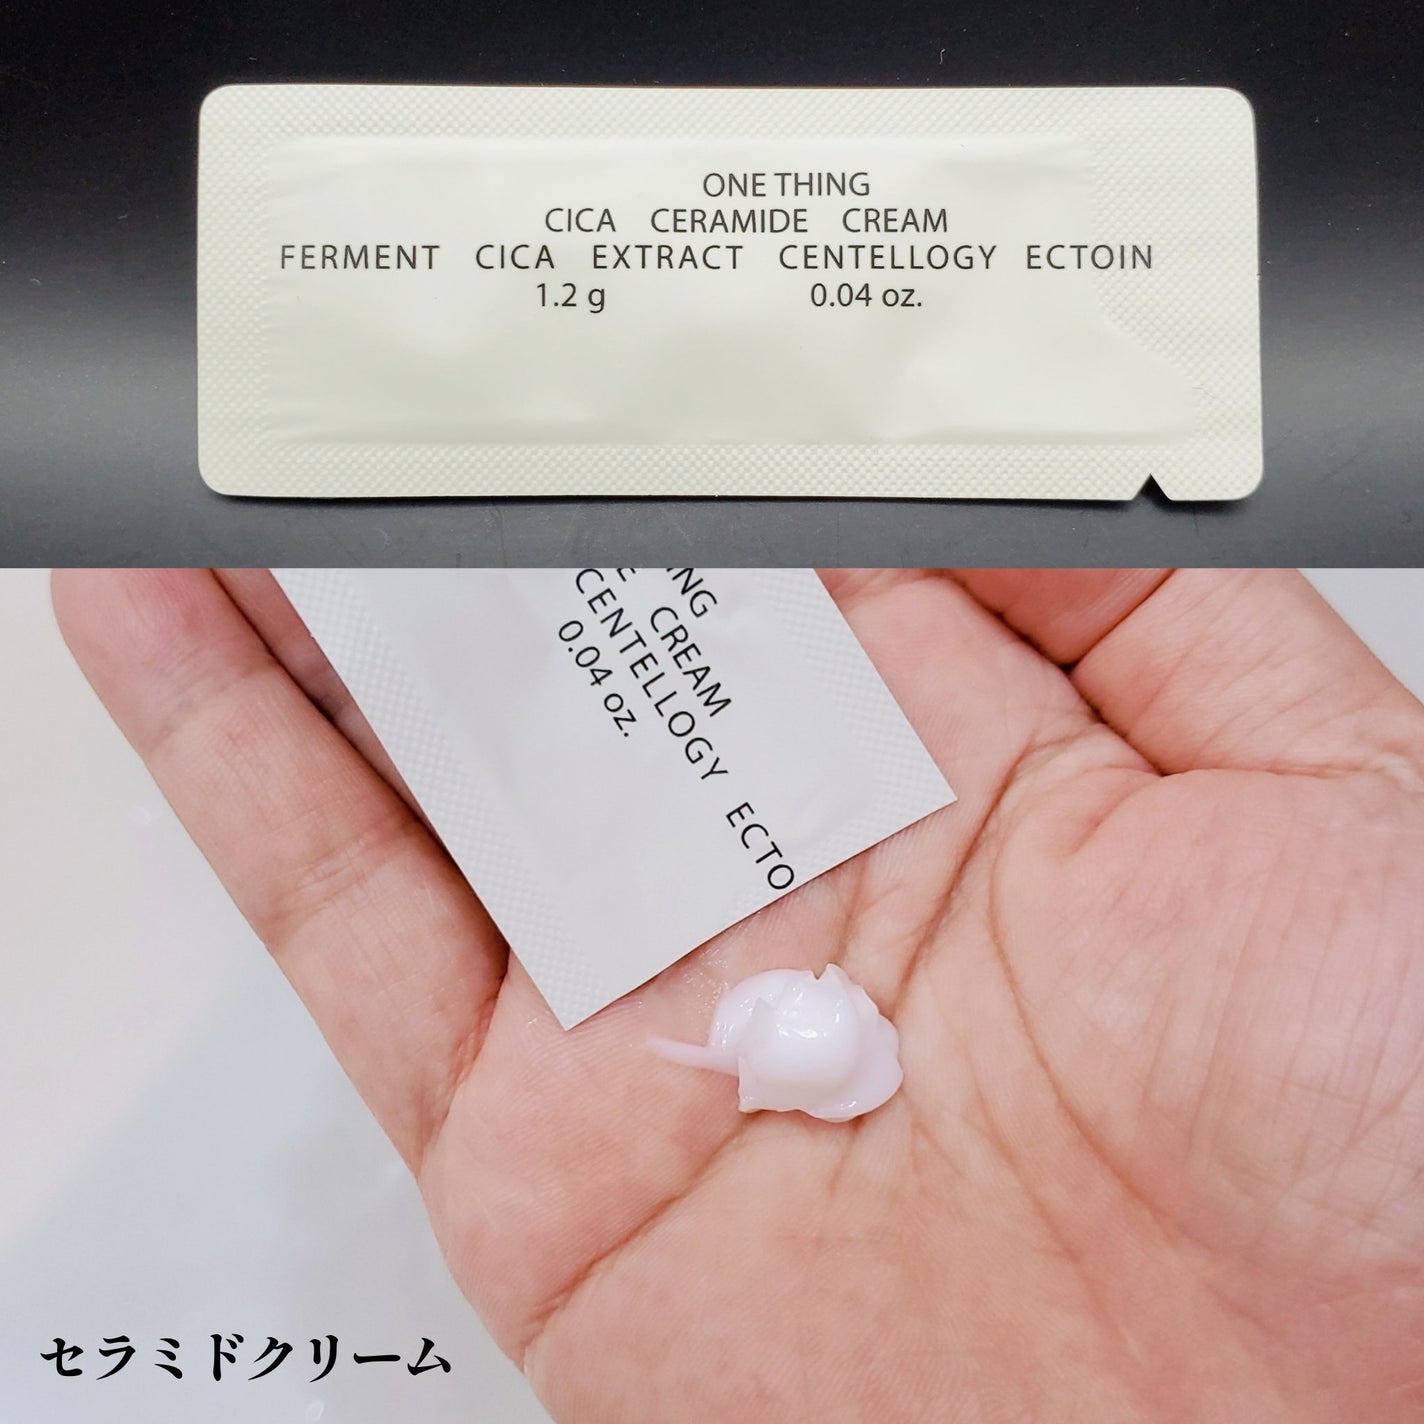 ONE THING
CICA CERAMIDE CREAM
FERMENT CICA EXTRACT CENTELLOGY ECTOIN
1.2 g 0.04 oz.
CREAM
CENTELLOGY ECTO
0.04 oz.
セラミドクリーム